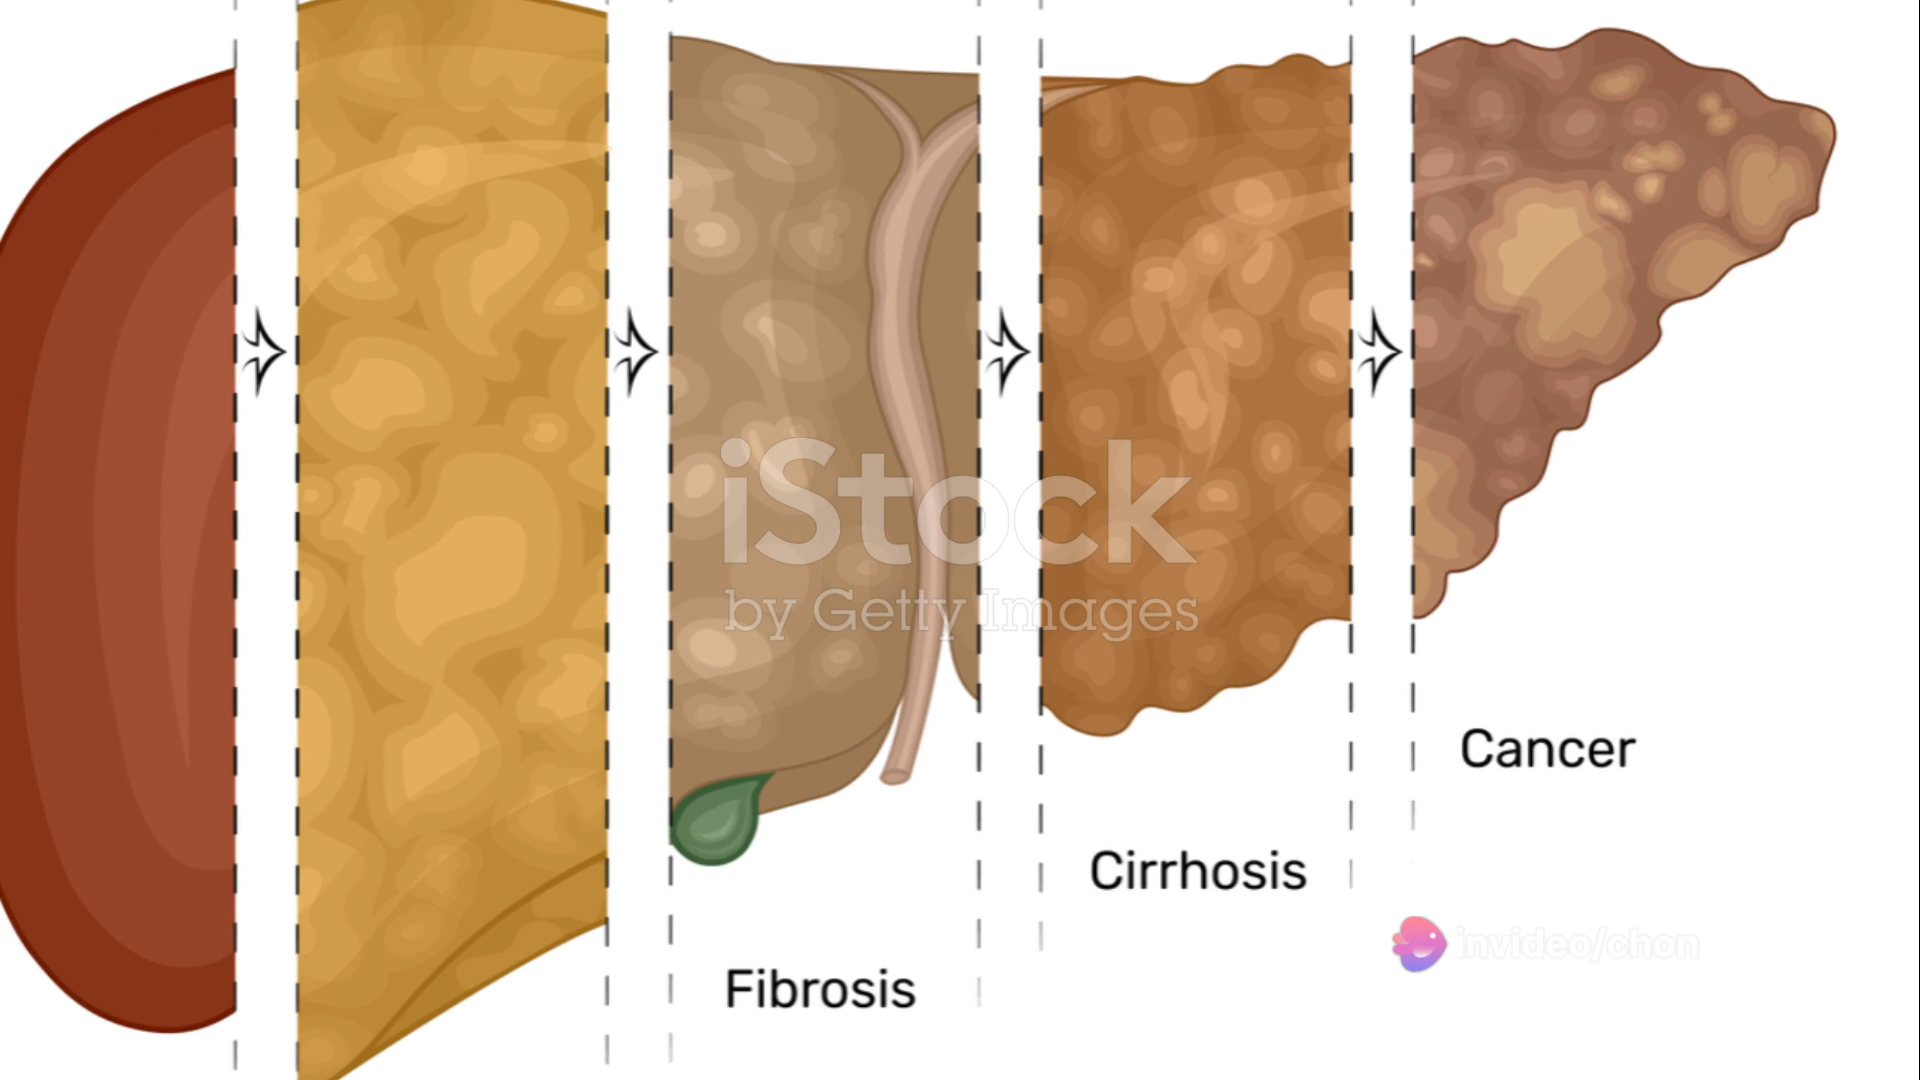 iStock
by Getty Images
Cancer
Cirrhosis
invideo/chon
Fibrosis